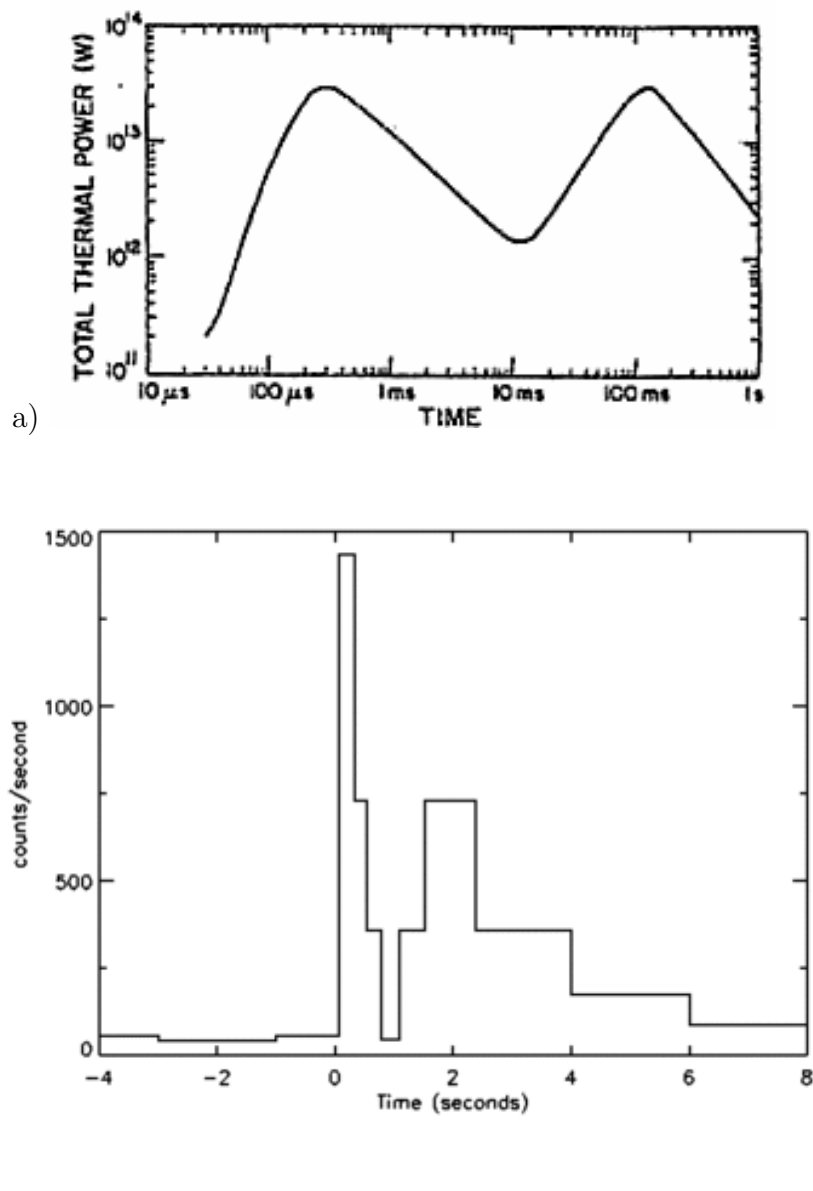 10¹⁴
TOTAL THERMAL POWER (W)
10¹³
10¹²
10¹¹
10 μs 100 μs 1ms 10ms 100ms 1s
TIME
a)
1500
1000
500
0
counts/second
-4 -2 0 2 4 6 8
Time (seconds)